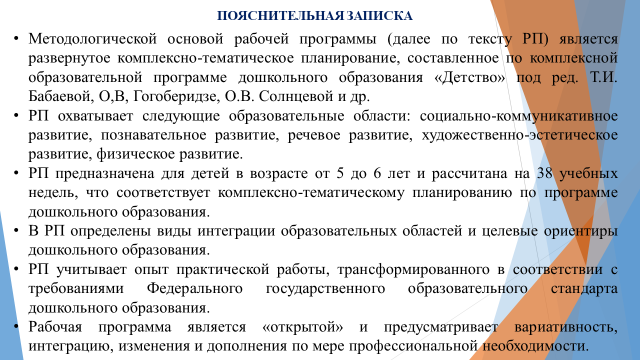 ПОЯСНИТЕЛЬНАЯ ЗАПИСКА
• Методологической основой рабочей программы (далее по тексту РП) является
развернутое комплексно-тематическое планирование, составленное по комплексной
образовательной программе дошкольного образования «Детство» под ред. Т.И.
Бабаевой, О,В, Гогоберидзе, О.В. Солнцевой и др.
• РП охватывает следующие образовательные области: социально-коммуникативное
развитие, познавательное развитие, речевое развитие, художественно-эстетическое
развитие, физическое развитие.
• РП предназначена для детей в возрасте от 5 до 6 лет и рассчитана на 38 учебных
недель, что соответствует комплексно-тематическому планированию по программе
дошкольного образования.
• В РП определены виды интеграции образовательных областей и целевые ориентиры
дошкольного образования.
• РП учитывает опыт практической работы, трансформированного в соответствии с
требованиями Федерального государственного образовательного стандарта
дошкольного образования.
• Рабочая программа является «открытой» и предусматривает вариативность,
интеграцию, изменения и дополнения по мере профессиональной необходимости.